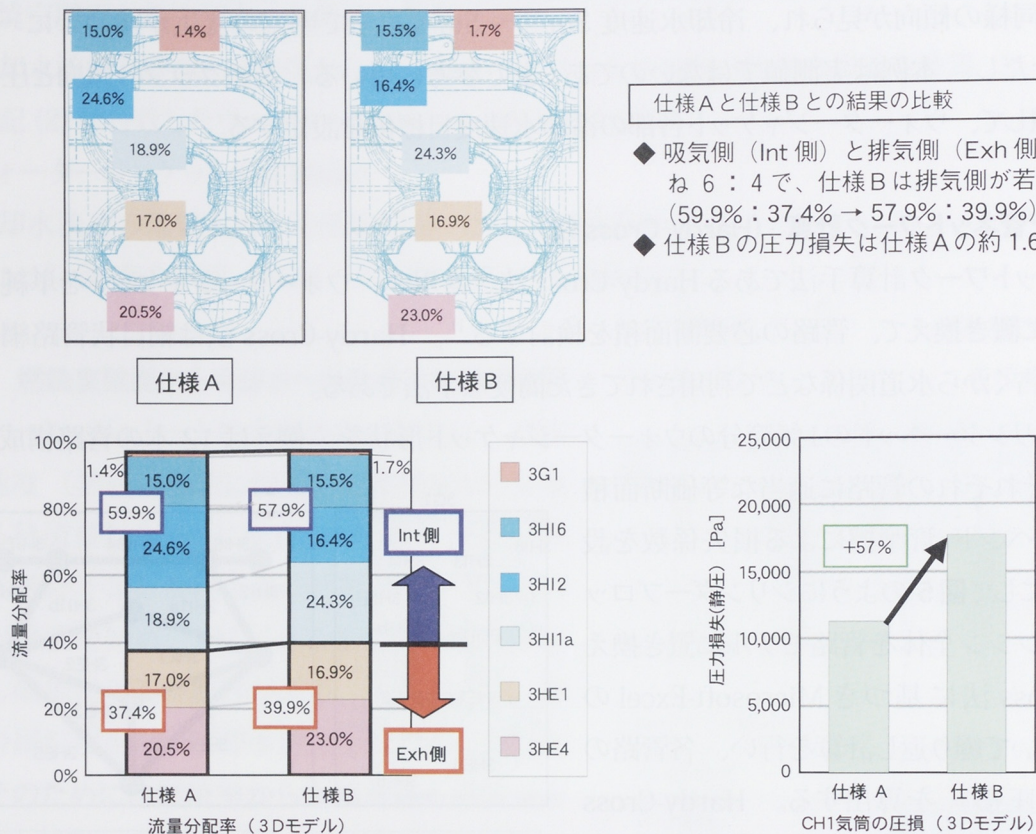 15.0%
1.4%
24.6%
18.9%
17.0%
20.5%
仕様A
15.5%
1.7%
16.4%
24.3%
16.9%
23.0%
仕様B
仕様Aと仕様Bとの結果の比較
◆ 吸気側（Int 側）と排気側（Exh 側
ね 6：4で、仕様Bは排気側が若
（59.9%：37.4% → 57.9%：39.9%）
◆ 仕様Bの圧力損失は仕様Aの約 1.6
流量分配率
100%
80%
60%
40%
20%
0%
1.4%
15.0%
59.9%
24.6%
18.9%
17.0%
37.4%
20.5%
1.7%
15.5%
57.9%
16.4%
24.3%
16.9%
39.9%
23.0%
Int側
Exh側
仕様 A
仕様B
流量分配率（3Dモデル）
3G1
3HI6
3HI2
3HI1a
3HE1
3HE4
圧力損失(静圧) [Pa]
25,000
20,000
15,000
10,000
5,000
0
+57%
仕様 A
仕様B
CH1気筒の圧損（3Dモデル）